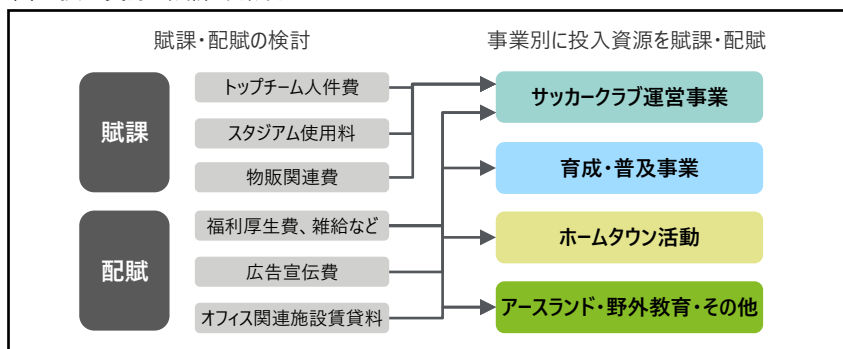 賦課・配賦の検討
事業別に投入資源を賦課・配賦
賦課
トップチーム人件費
スタジアム使用料
物販関連費
配賦
福利厚生費、雑給など
広告宣伝費
オフィス関連施設賃貸料
サッカークラブ運営事業
育成・普及事業
ホームタウン活動
アースランド・野外教育・その他